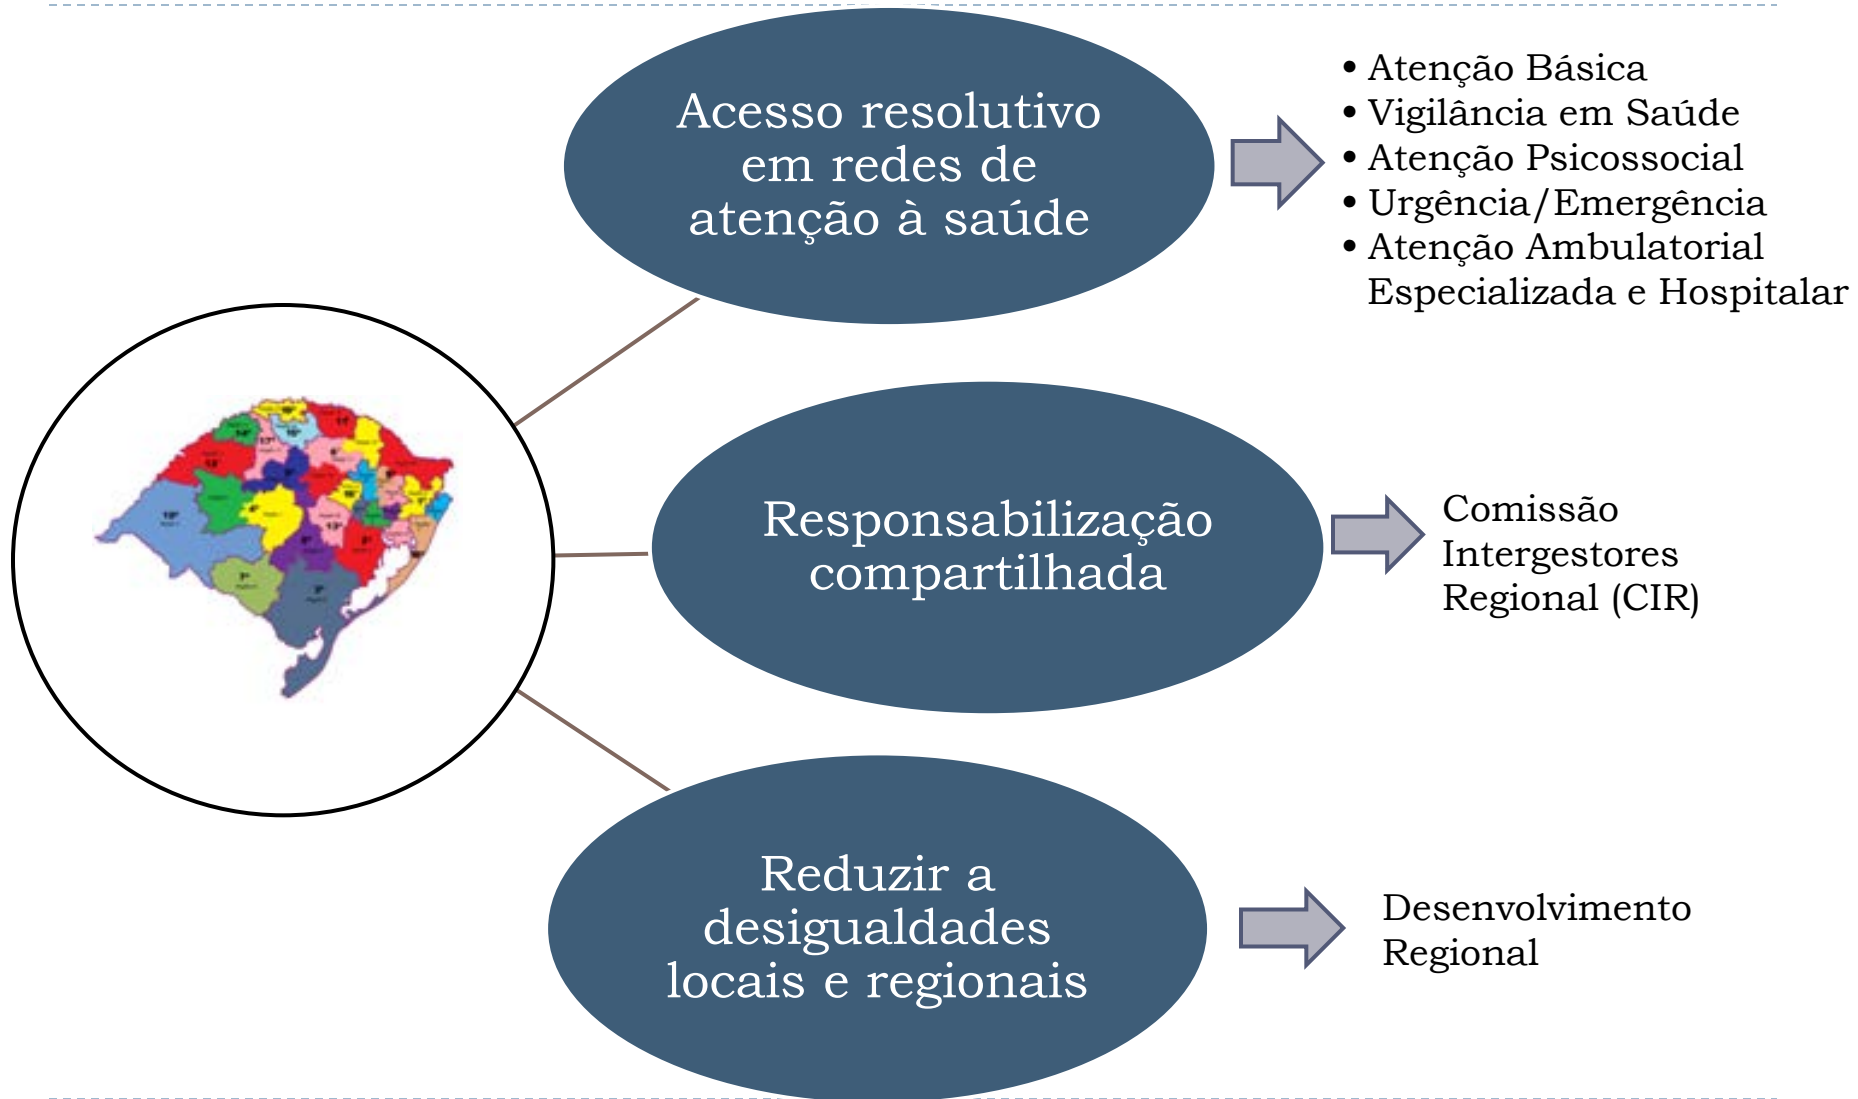 Acesso resolutivo
em redes de
atenção à saúde
• Atenção Básica
• Vigilância em Saúde
• Atenção Psicossocial
• Urgência/Emergência
• Atenção Ambulatorial
Especializada e Hospitalar
Responsabilização
compartilhada
Comissão
Intergestores
Regional (CIR)
Reduzir a
desigualdades
locais e regionais
Desenvolvimento
Regional